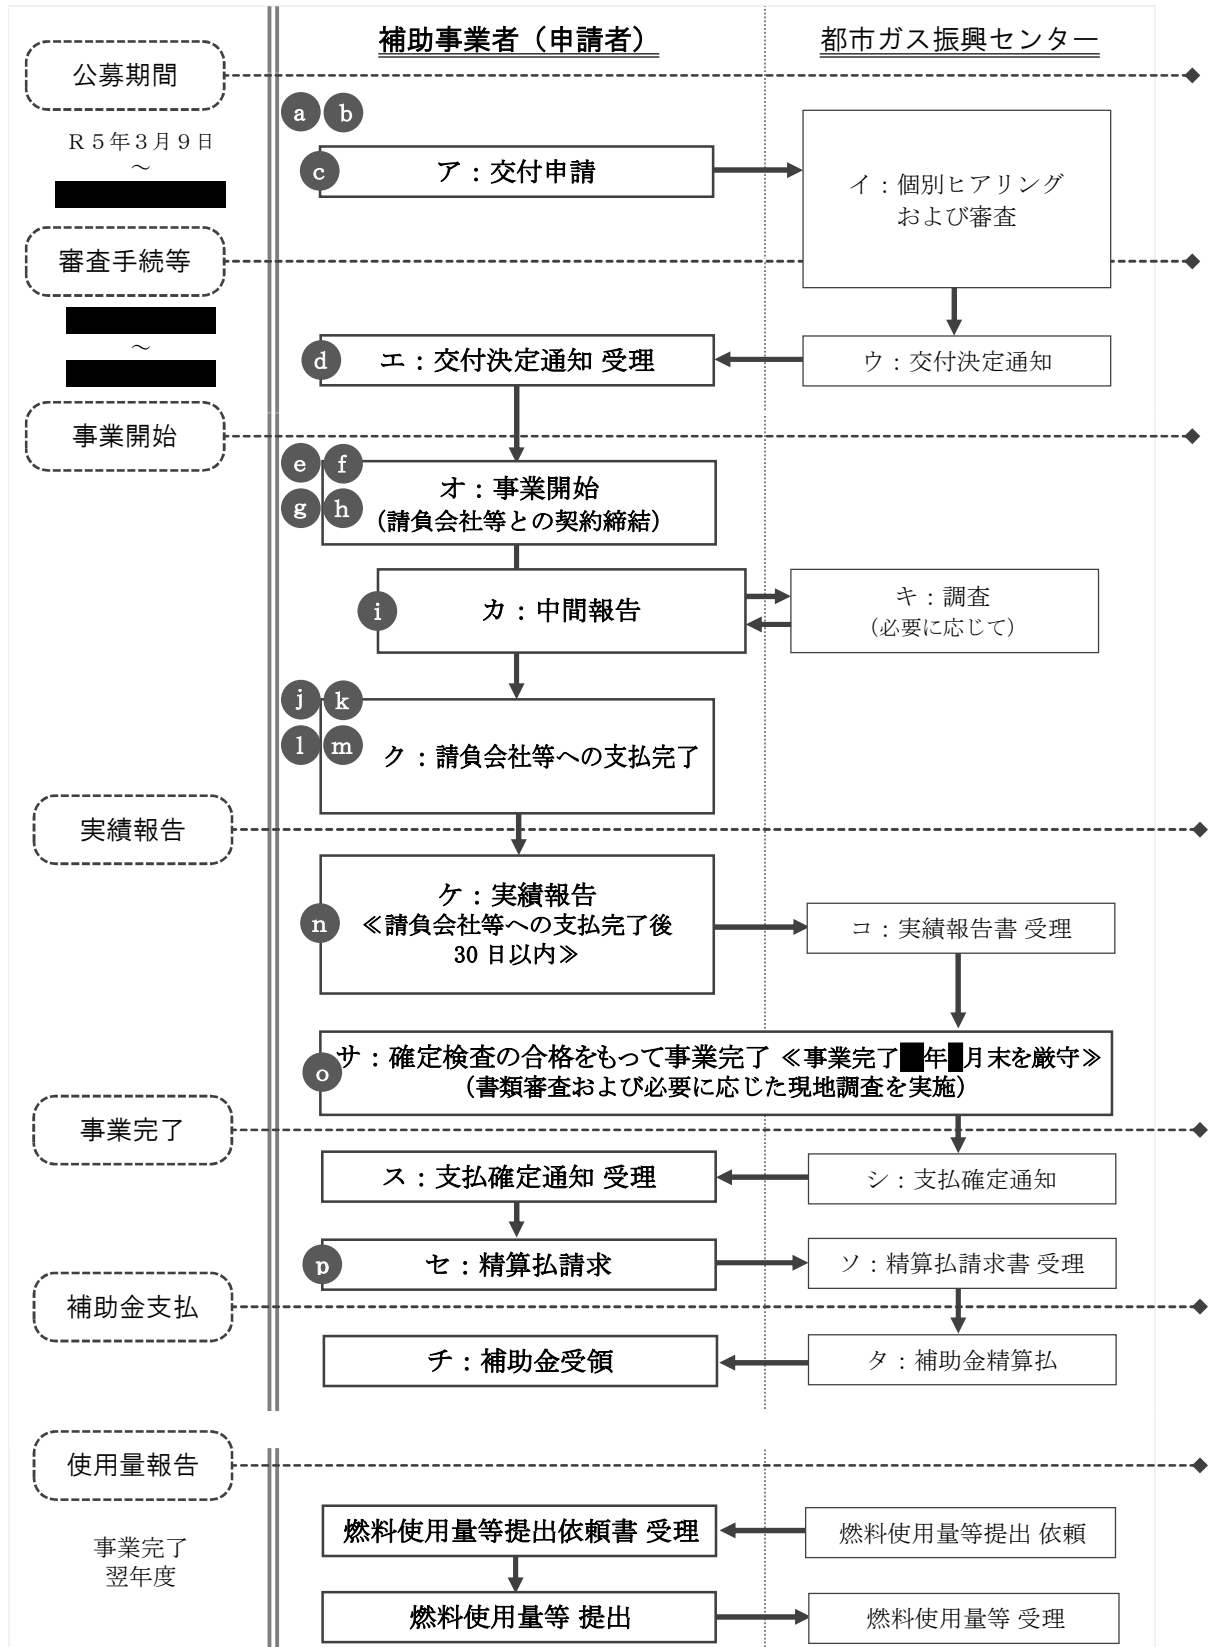 補助事業者（申請者）
都市ガス振興センター
公募期間
R５年３月９日
～
a b
c
ア：交付申請
イ：個別ヒアリング
および審査
審査手続等
～
d
エ：交付決定通知 受理
ウ：交付決定通知
事業開始
e f
g h
オ：事業開始
（請負会社等との契約締結）
i
カ：中間報告
キ：調査
（必要に応じて）
j k
l m
ク：請負会社等への支払完了
実績報告
n
ケ：実績報告
≪請負会社等への支払完了後
30 日以内≫
コ：実績報告書 受理
o
サ：確定検査の合格をもって事業完了 ≪事業完了 年 月末を厳守≫
（書類審査および必要に応じた現地調査を実施）
事業完了
ス：支払確定通知 受理
シ：支払確定通知
p
セ：精算払請求
ソ：精算払請求書 受理
補助金支払
チ：補助金受領
タ：補助金精算払
使用量報告
事業完了
翌年度
燃料使用量等提出依頼書 受理
燃料使用量等提出 依頼
燃料使用量等 提出
燃料使用量等 受理